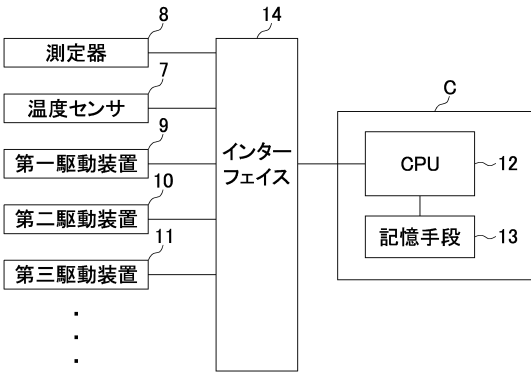 8
測定器
7
温度センサ
9
第一駆動装置
10
第二駆動装置
11
第三駆動装置
14
インター
フェイス
C
CPU
12
記憶手段
13